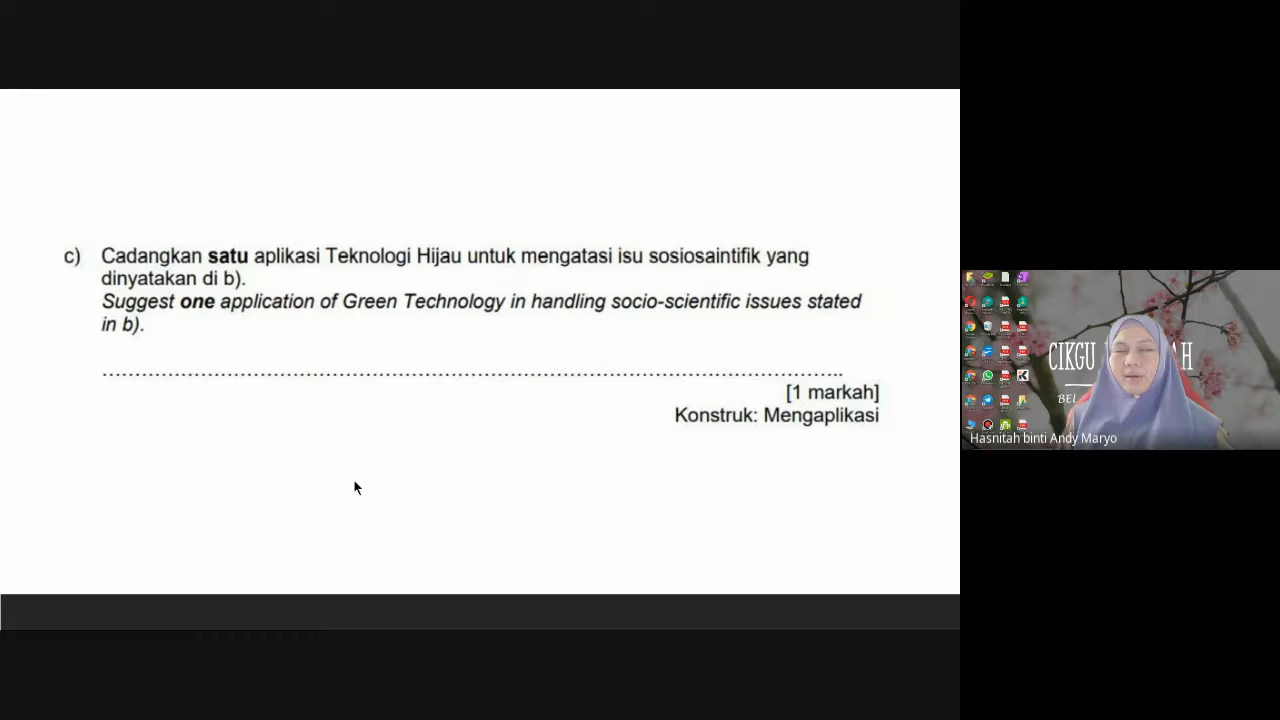 c) Cadangkan satu aplikasi Teknologi Hijau untuk mengatasi isu sosiosaintifik yang
dinyatakan di b).
Suggest one application of Green Technology in handling socio-scientific issues stated
in b).
……………………………………………………………………………………..
[1 markah]
Konstruk: Mengaplikasi
CIKGU
BEL
Hasnitah binti Andy Maryo